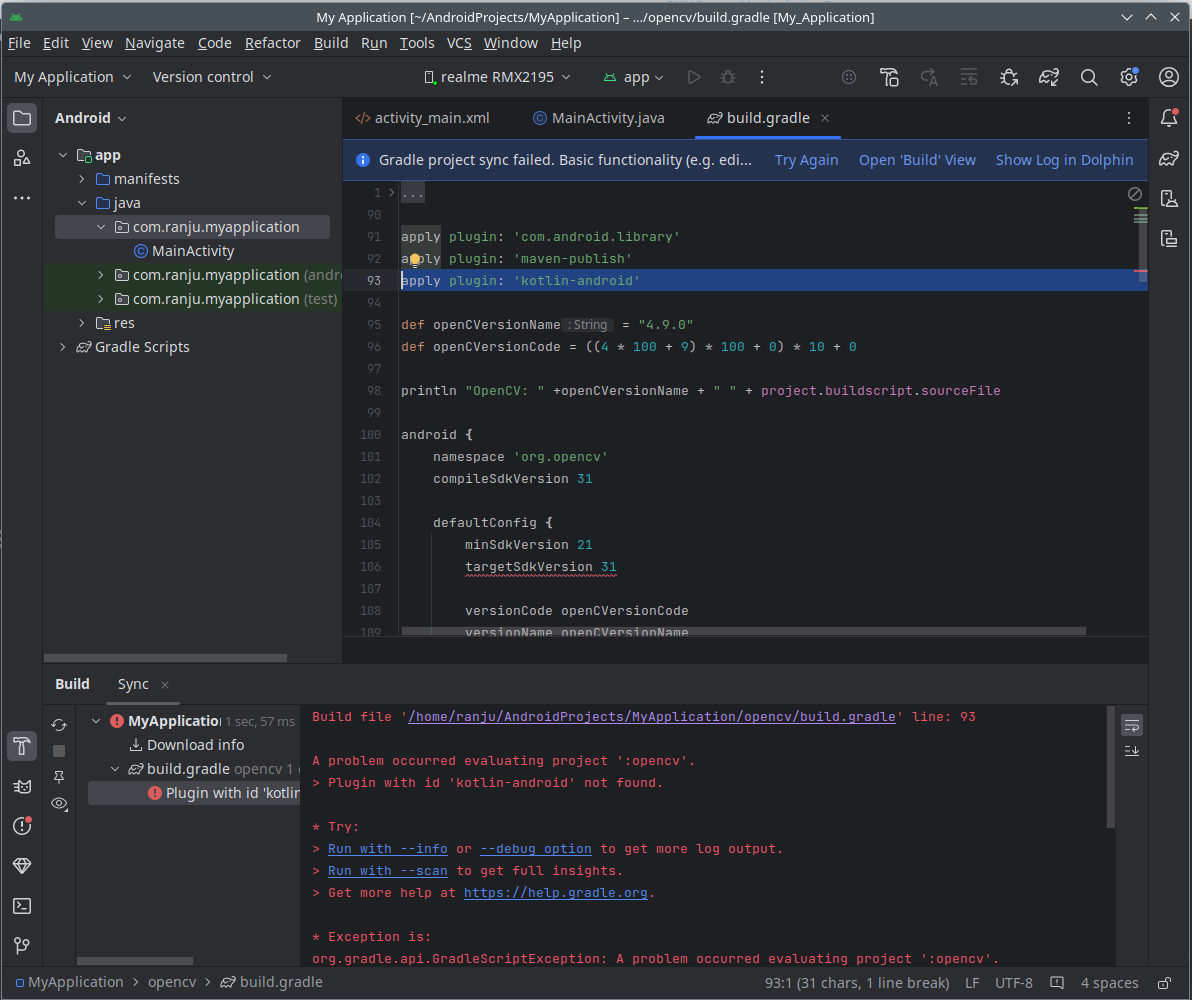 My Application [~/AndroidProjects/MyApplication] – .../opencv/build.gradle [My_Application]
File Edit View Navigate Code Refactor Build Run Tools VCS Window Help
My Application Version control realme RMX2195 app
Android
app
manifests
java
com.ranju.myapplication
MainActivity
com.ranju.myapplication (andr
com.ranju.myapplication (test)
res
Gradle Scripts
activity_main.xml MainActivity.java build.gradle
Gradle project sync failed. Basic functionality (e.g. edi... Try Again Open 'Build' View Show Log in Dolphin
1 ...
90
91 apply plugin: 'com.android.library'
92 apply plugin: 'maven-publish'
93 apply plugin: 'kotlin-android'
94
95 def openCVersionName : String = "4.9.0"
96 def openCVersionCode = ((4 * 100 + 9) * 100 + 0) * 10 + 0
97
98 println "OpenCV: " +openCVersionName + " " + project.buildscript.sourceFile
99
100 android {
101 namespace 'org.opencv'
102 compileSdkVersion 31
103
104 defaultConfig {
105 minSdkVersion 21
106 targetSdkVersion 31
107
108 versionCode openCVersionCode
109 versionName openCVersionName
Build Sync
MyApplicatio 1 sec, 57 ms
Download info
build.gradle opencv 1
Plugin with id 'kotlin
Build file '/home/ranju/AndroidProjects/MyApplication/opencv/build.gradle' line: 93
A problem occurred evaluating project ':opencv'.
> Plugin with id 'kotlin-android' not found.
* Try:
> Run with --info or --debug option to get more log output.
> Run with --scan to get full insights.
> Get more help at https://help.gradle.org.
* Exception is:
org.gradle.api.GradleScriptException: A problem occurred evaluating project ':opencv'.
MyApplication > opencv > build.gradle 93:1 (31 chars, 1 line break) LF UTF-8 4 spaces